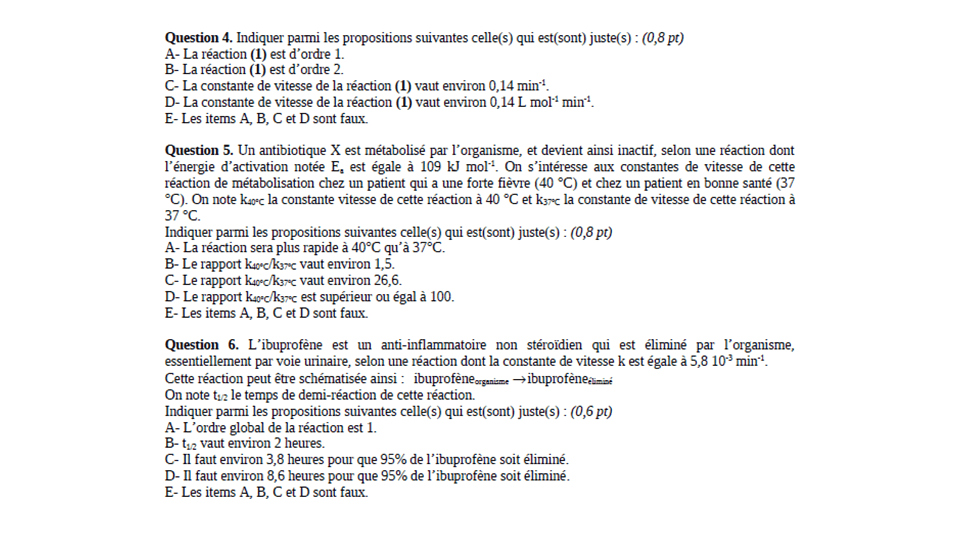 Question 4. Indiquer parmi les propositions suivantes celle(s) qui est(sont) juste(s) : (0,8 pt)
A- La réaction (1) est d’ordre 1.
B- La réaction (1) est d’ordre 2.
C- La constante de vitesse de la réaction (1) vaut environ 0,14 min⁻¹.
D- La constante de vitesse de la réaction (1) vaut environ 0,14 L mol⁻¹ min⁻¹.
E- Les items A, B, C et D sont faux.
Question 5. Un antibiotique X est métabolisé par l’organisme, et devient ainsi inactif, selon une réaction dont
l’énergie d’activation notée Eₐ est égale à 109 kJ mol⁻¹. On s’intéresse aux constantes de vitesse de cette
réaction de métabolisation chez un patient qui a une forte fièvre (40 °C) et chez un patient en bonne santé (37
°C). On note k40°C la constante vitesse de cette réaction à 40 °C et k37°C la constante de vitesse de cette réaction à
37 °C.
Indiquer parmi les propositions suivantes celle(s) qui est(sont) juste(s) : (0,8 pt)
A- La réaction sera plus rapide à 40°C qu’à 37°C.
B- Le rapport k40°C/k37°C vaut environ 1,5.
C- Le rapport k40°C/k37°C vaut environ 26,6.
D- Le rapport k40°C/k37°C est supérieur ou égal à 100.
E- Les items A, B, C et D sont faux.
Question 6. L’ibuprofène est un anti-inflammatoire non stéroïdien qui est éliminé par l’organisme,
essentiellement par voie urinaire, selon une réaction dont la constante de vitesse k est égale à 5,8 10⁻³ min⁻¹.
Cette réaction peut être schématisée ainsi : ibuprofène organisme → ibuprofène éliminé
On note t1/2 le temps de demi-réaction de cette réaction.
Indiquer parmi les propositions suivantes celle(s) qui est(sont) juste(s) : (0,6 pt)
A- L’ordre global de la réaction est 1.
B- t1/2 vaut environ 2 heures.
C- Il faut environ 3,8 heures pour que 95% de l’ibuprofène soit éliminé.
D- Il faut environ 8,6 heures pour que 95% de l’ibuprofène soit éliminé.
E- Les items A, B, C et D sont faux.